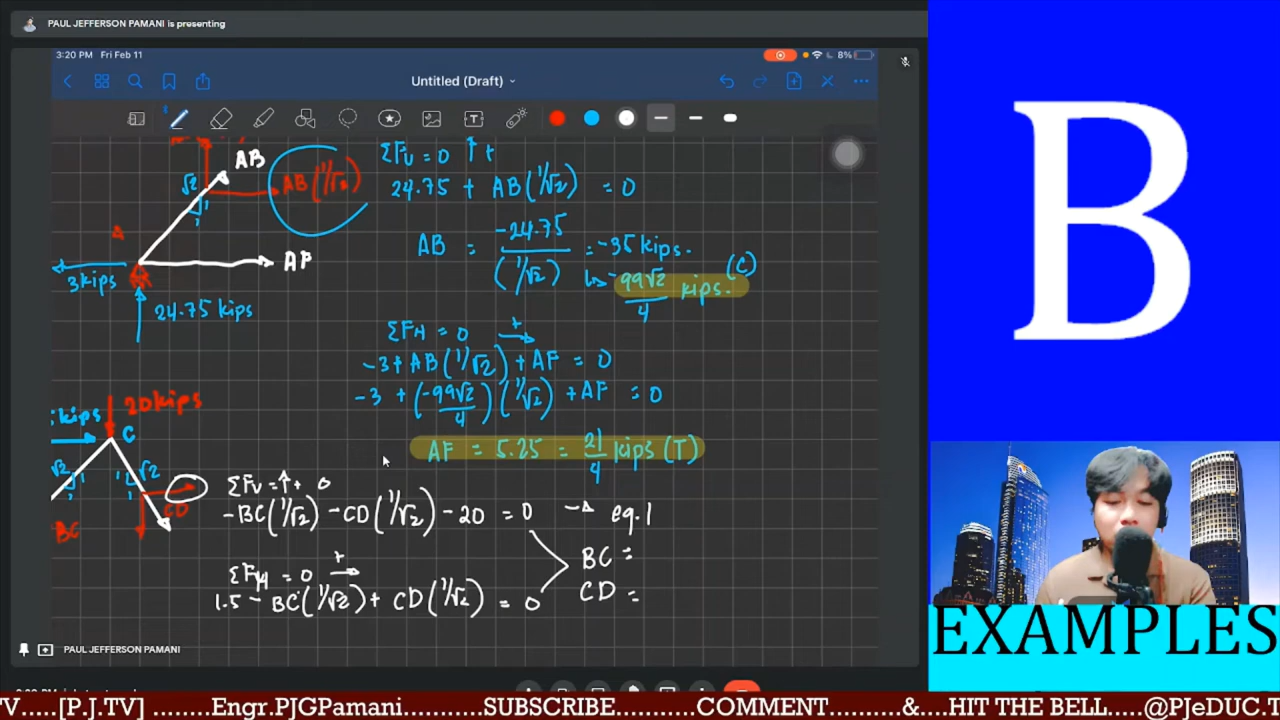 PAUL JEFFERSON PAMANI is presenting
3:20 PM Fri Feb 11
8%
Untitled (Draft)
AB
√2
1
1
AB(1/√2)
A
AF
3kips
24.75 kips
ΣFv = 0 ↑ +
24.75 + AB(1/√2) = 0
AB = -24.75/(1/√2) = -35 kips.
↳ -99√2/4 kips. (C)
ΣFH = 0 → +
-3 + AB(1/√2) + AF = 0
-3 + (-99√2/4)(1/√2) + AF = 0
AF = 5.25 = 21/4 kips (T)
20 kips
kips
C
√2
1
1
1
√2
1
CD
BC
ΣFv = ↑+ 0
-BC(1/√2) - CD(1/√2) - 20 = 0 → eq.1
ΣFH = 0 → +
1.5 - BC(1/√2) + CD(1/√2) = 0
BC =
CD =
PAUL JEFFERSON PAMANI
B
EXAMPLES
TV.....[P.J.TV] .......Engr.PJGPamani........SUBSCRIBE.......COMMENT........&....HIT THE BELL.....@PJeDUC.T